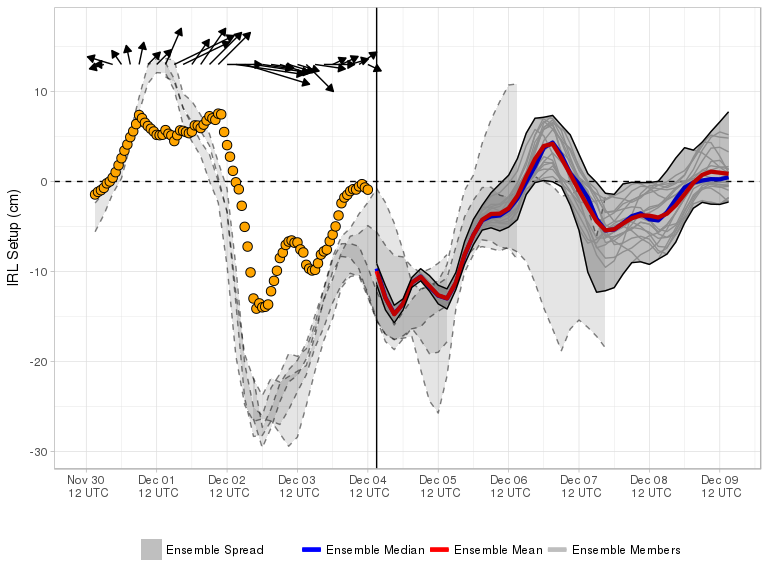 IRL Setup (cm)
10
0
-10
-20
-30
Nov 30 Dec 01 Dec 02 Dec 03 Dec 04 Dec 05 Dec 06 Dec 07 Dec 08 Dec 09
12 UTC 12 UTC 12 UTC 12 UTC 12 UTC 12 UTC 12 UTC 12 UTC 12 UTC 12 UTC
Ensemble Spread Ensemble Median Ensemble Mean Ensemble Members